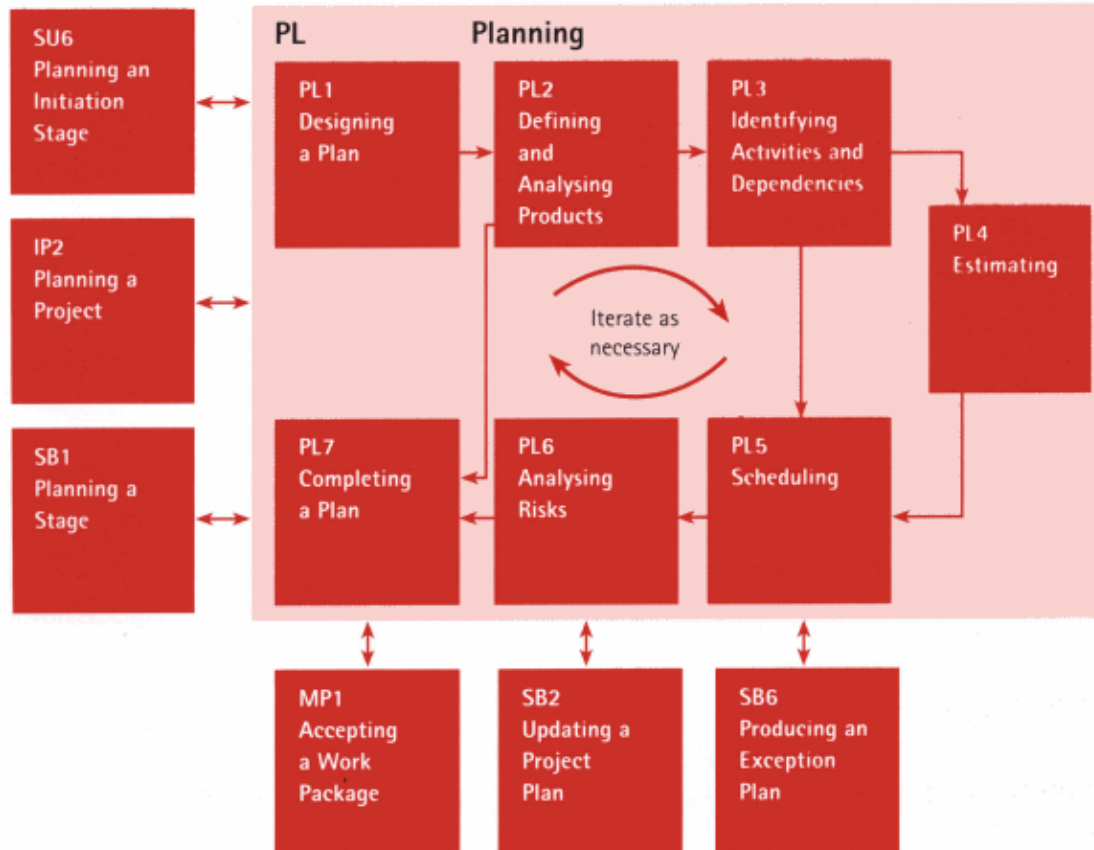 SU6
Planning an
Initiation
Stage
PL
Planning
PL1
Designing
a Plan
PL2
Defining
and
Analysing
Products
PL3
Identifying
Activities and
Dependencies
PL4
Estimating
IP2
Planning a
Project
Iterate as
necessary
SB1
Planning a
Stage
PL7
Completing
a Plan
PL6
Analysing
Risks
PL5
Scheduling
MP1
Accepting
a Work
Package
SB2
Updating a
Project
Plan
SB6
Producing an
Exception
Plan